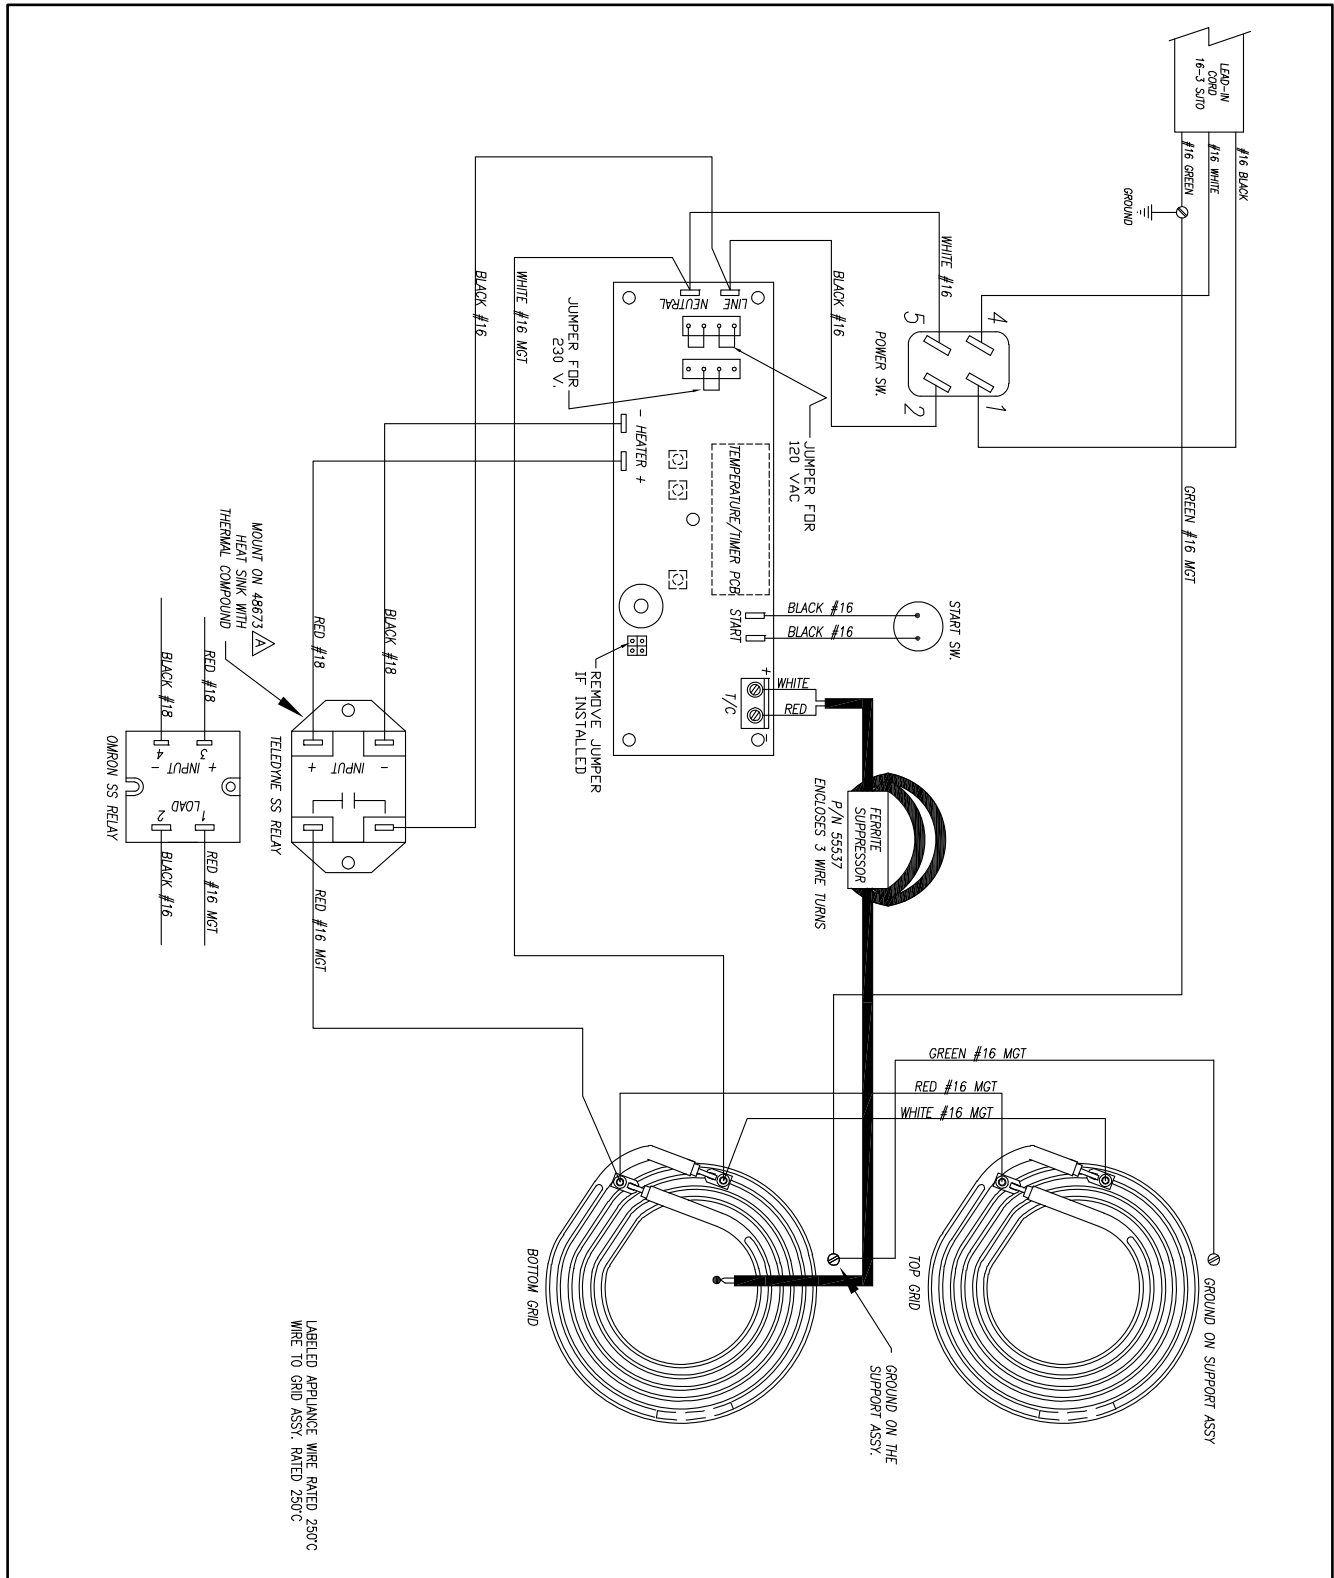 LEAD-IN
CORD
16-3 SJTO
#16 BLACK
#16 WHITE
#16 GREEN
GROUND
WHITE #16
BLACK #16
4
5
1
2
POWER SW.
GREEN #16 MGT
BLACK #16
WHITE #16 MGT
LINE
NEUTRAL
JUMPER FOR
230 V.
JUMPER FOR
120 VAC
- HEATER +
TEMPERATURE/TIMER PCB
START
BLACK #16
BLACK #16
START SW.
REMOVE JUMPER
IF INSTALLED
+
T/C
-
WHITE
RED
FERRITE
SUPPRESSOR
P/N 55537
ENCLOSES 3 WIRE TURNS
MOUNT ON 48673 A
HEAT SINK WITH
THERMAL COMPOUND
RED #18
BLACK #18
+ INPUT -
TELEDYNE SS RELAY
RED #16 MGT
BLACK #18
RED #18
4
3
- INPUT +
LOAD
2
1
OMRON SS RELAY
BLACK #16
RED #16 MGT
GREEN #16 MGT
RED #16 MGT
WHITE #16 MGT
BOTTOM GRID
TOP GRID
GROUND ON SUPPORT ASSY
GROUND ON THE
SUPPORT ASSY.
LABELED APPLIANCE WIRE RATED 250°C
WIRE TO GRID ASSY. RATED 250°C